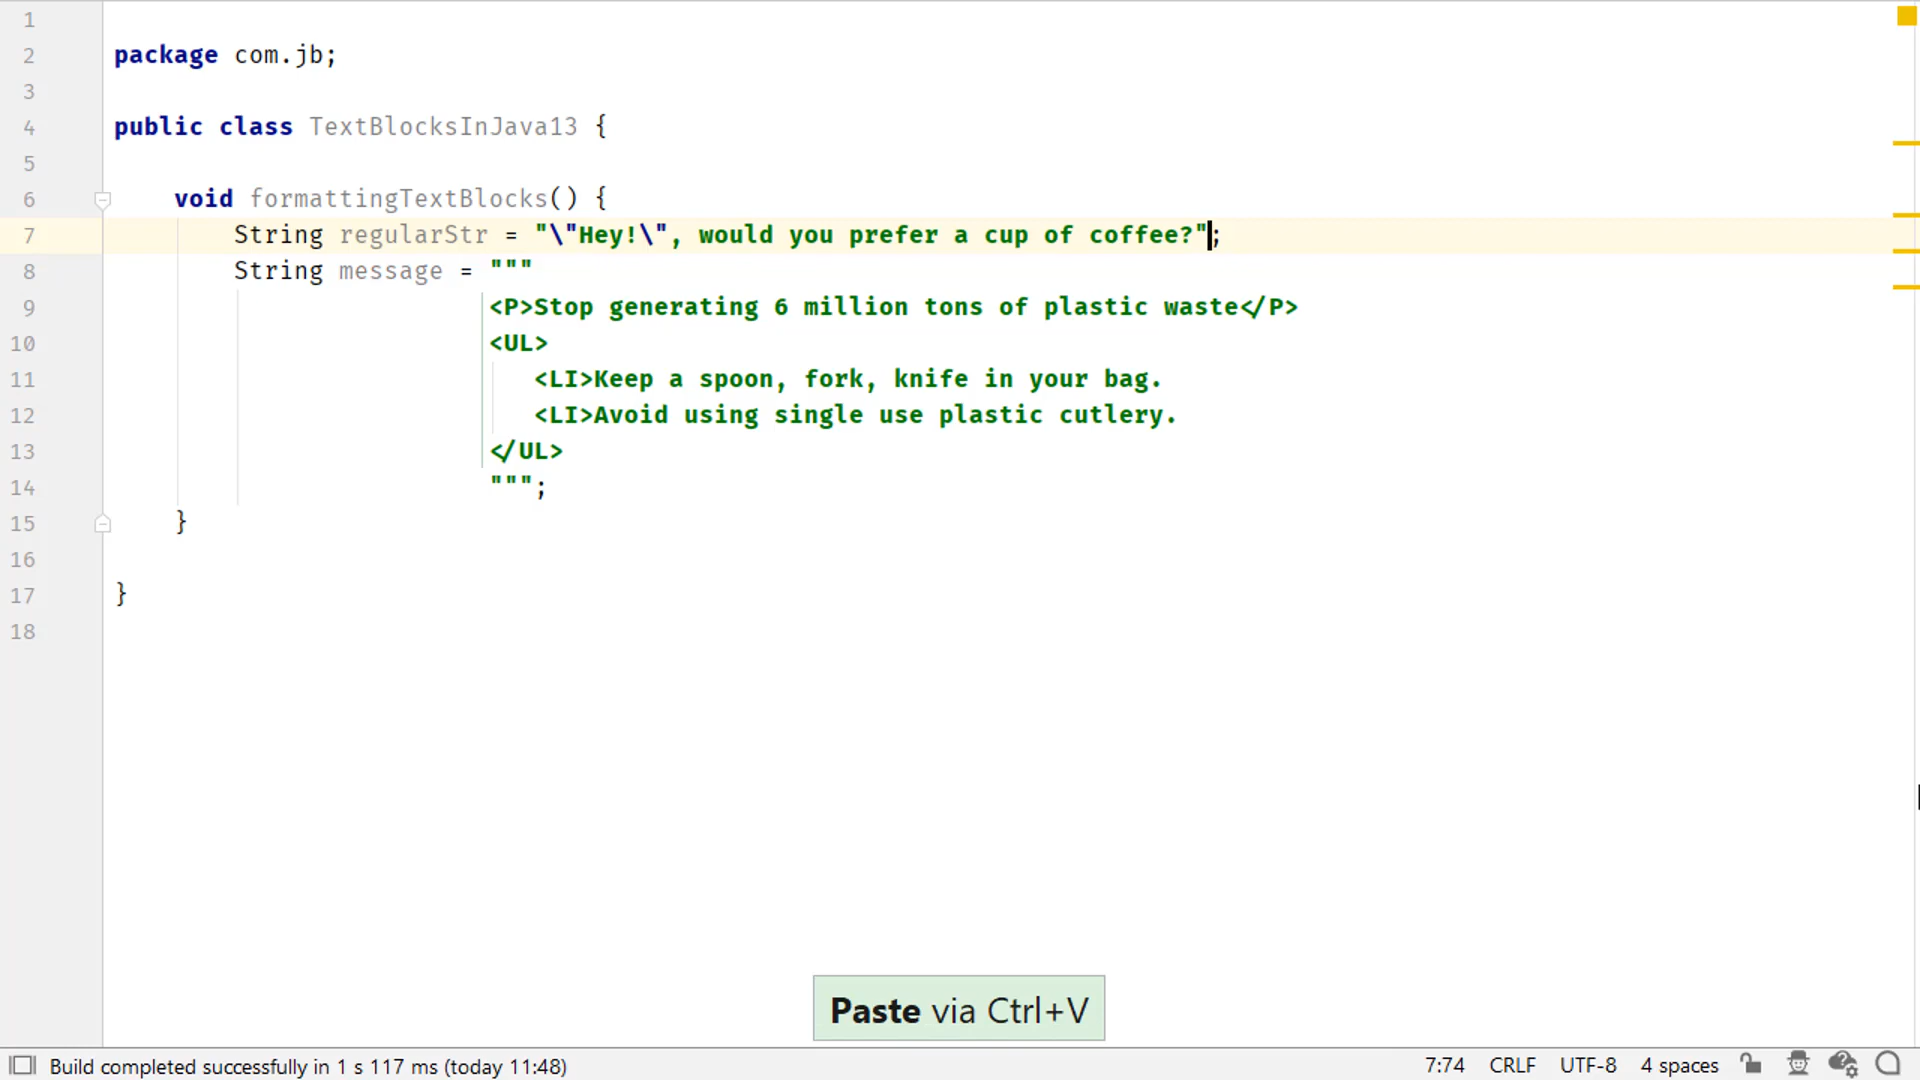 1
2 package com.jb;
3
4 public class TextBlocksInJava13 {
5
6 void formattingTextBlocks() {
7 String regularStr = "\"Hey!\", would you prefer a cup of coffee?";
8 String message = """
9 <P>Stop generating 6 million tons of plastic waste</P>
10 <UL>
11 <LI>Keep a spoon, fork, knife in your bag.
12 <LI>Avoid using single use plastic cutlery.
13 </UL>
14 """;
15 }
16
17 }
18
Paste via Ctrl+V
Build completed successfully in 1 s 117 ms (today 11:48) 7:74 CRLF UTF-8 4 spaces